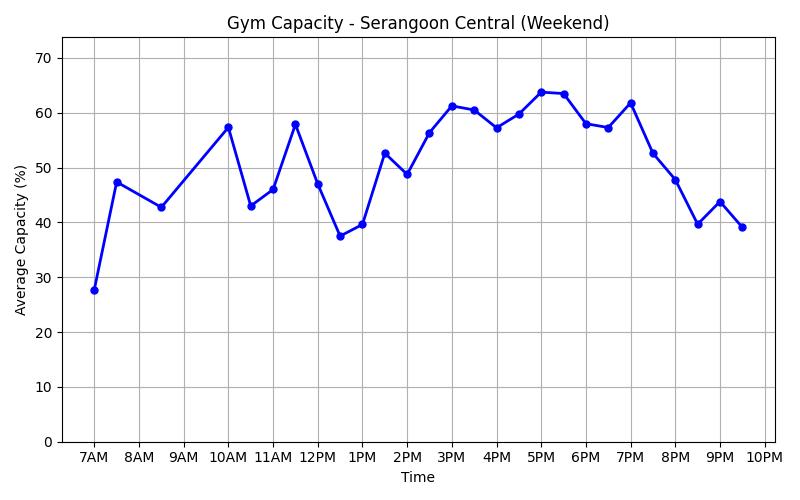 Gym Capacity - Serangoon Central (Weekend)
Average Capacity (%)
70
60
50
40
30
20
10
0
7AM 8AM 9AM 10AM 11AM 12PM 1PM 2PM 3PM 4PM 5PM 6PM 7PM 8PM 9PM 10PM
Time